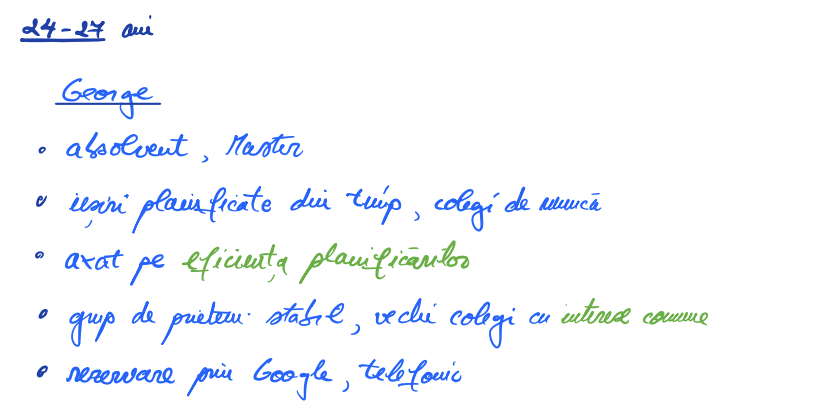 24-27 ani
George
• absolvent, Master
• ieșiri planificate din timp, colegi de muncă
• axat pe eficiența planificărilor
• grup de prieteni stabil, vechi colegi cu interese comune
• rezervare prin Google, telefonic